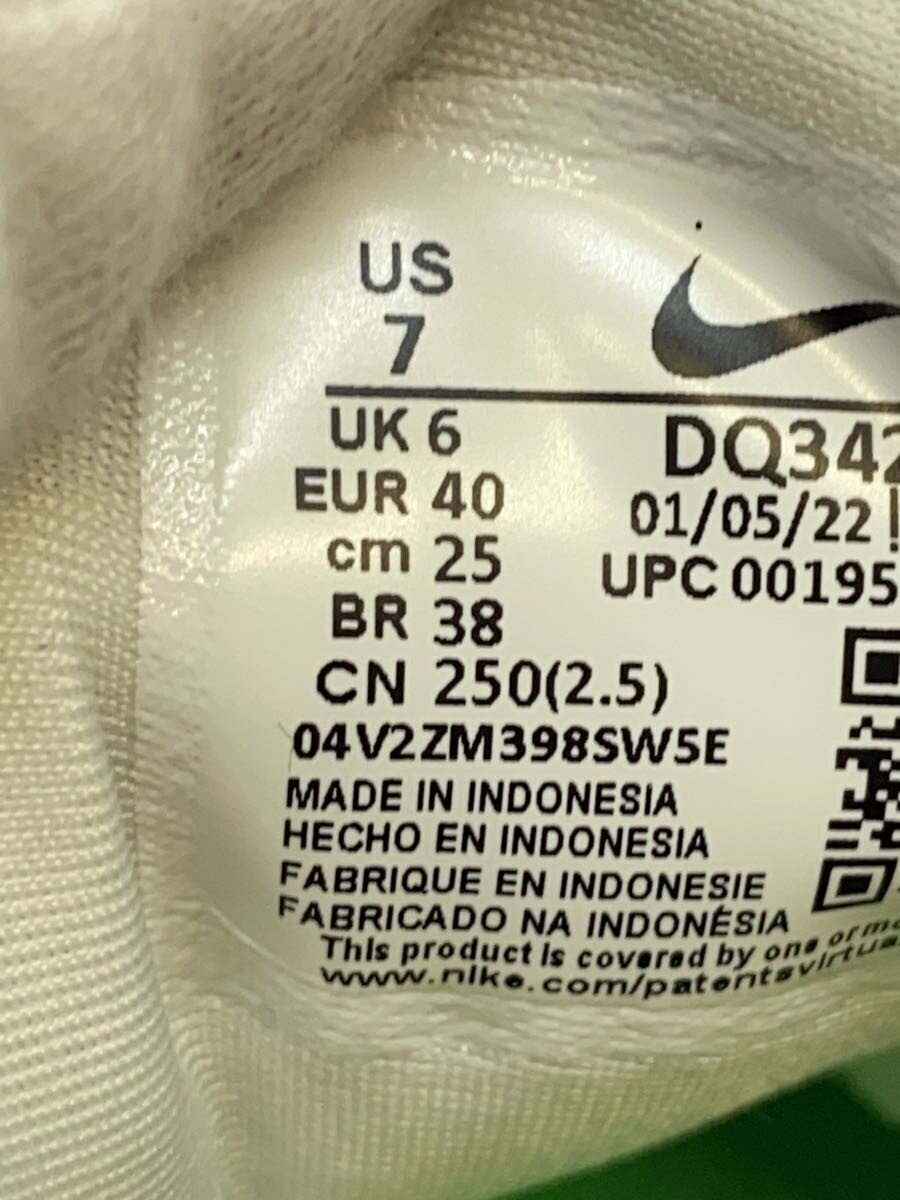 US
7
UK 6
EUR 40
cm 25
BR 38
CN 250(2.5)
04V2ZM398SW5E
DQ342
01/05/22
UPC 00195
MADE IN INDONESIA
HECHO EN INDONESIA
FABRIQUE EN INDONESIE
FABRICADO NA INDONÉSIA
This product is covered by one or mo
www.nike.com/patentsvirtua